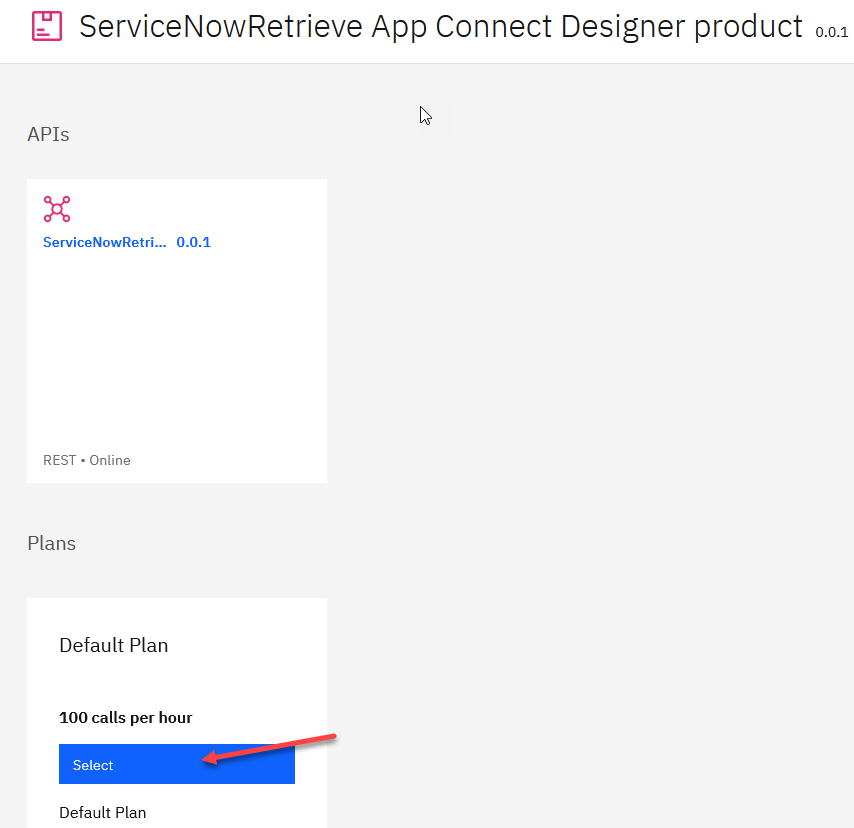 ServiceNowRetrieve App Connect Designer product 0.0.1
APIs
ServiceNowRetri... 0.0.1
REST • Online
Plans
Default Plan
100 calls per hour
Select
Default Plan